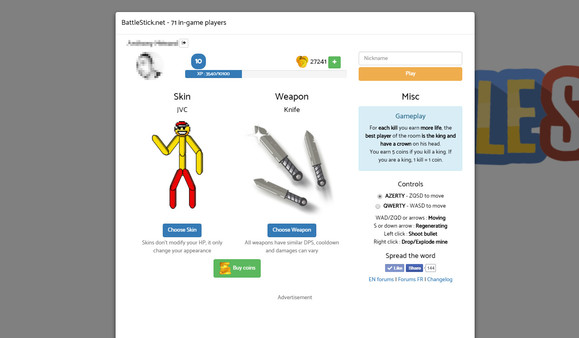 BattleStick.net - 71 in-game players
10
XP : 3540/10100
27241 +
Nickname
Play
Skin
JVC
Weapon
Knife
Misc
Gameplay
For each kill you earn more life, the
best player of the room is the king and
have a crown on his head.
You earn 5 coins if you kill a king. If
you are a king, 1 kill = 1 coin.
Controls
AZERTY - ZQSD to move
QWERTY - WASD to move
WAD/ZQD or arrows : Moving
S or down arrow : Regenerating
Left click : Shoot bullet
Right click : Drop/Explode mine
Choose Skin
Skins don't modify your HP, it only
change your appearance
Choose Weapon
All weapons have similar DPS, cooldown
and damages can vary
Buy coins
Spread the word
Like Share
EN forums | Forums FR | Changelog
Advertisement
LE-S